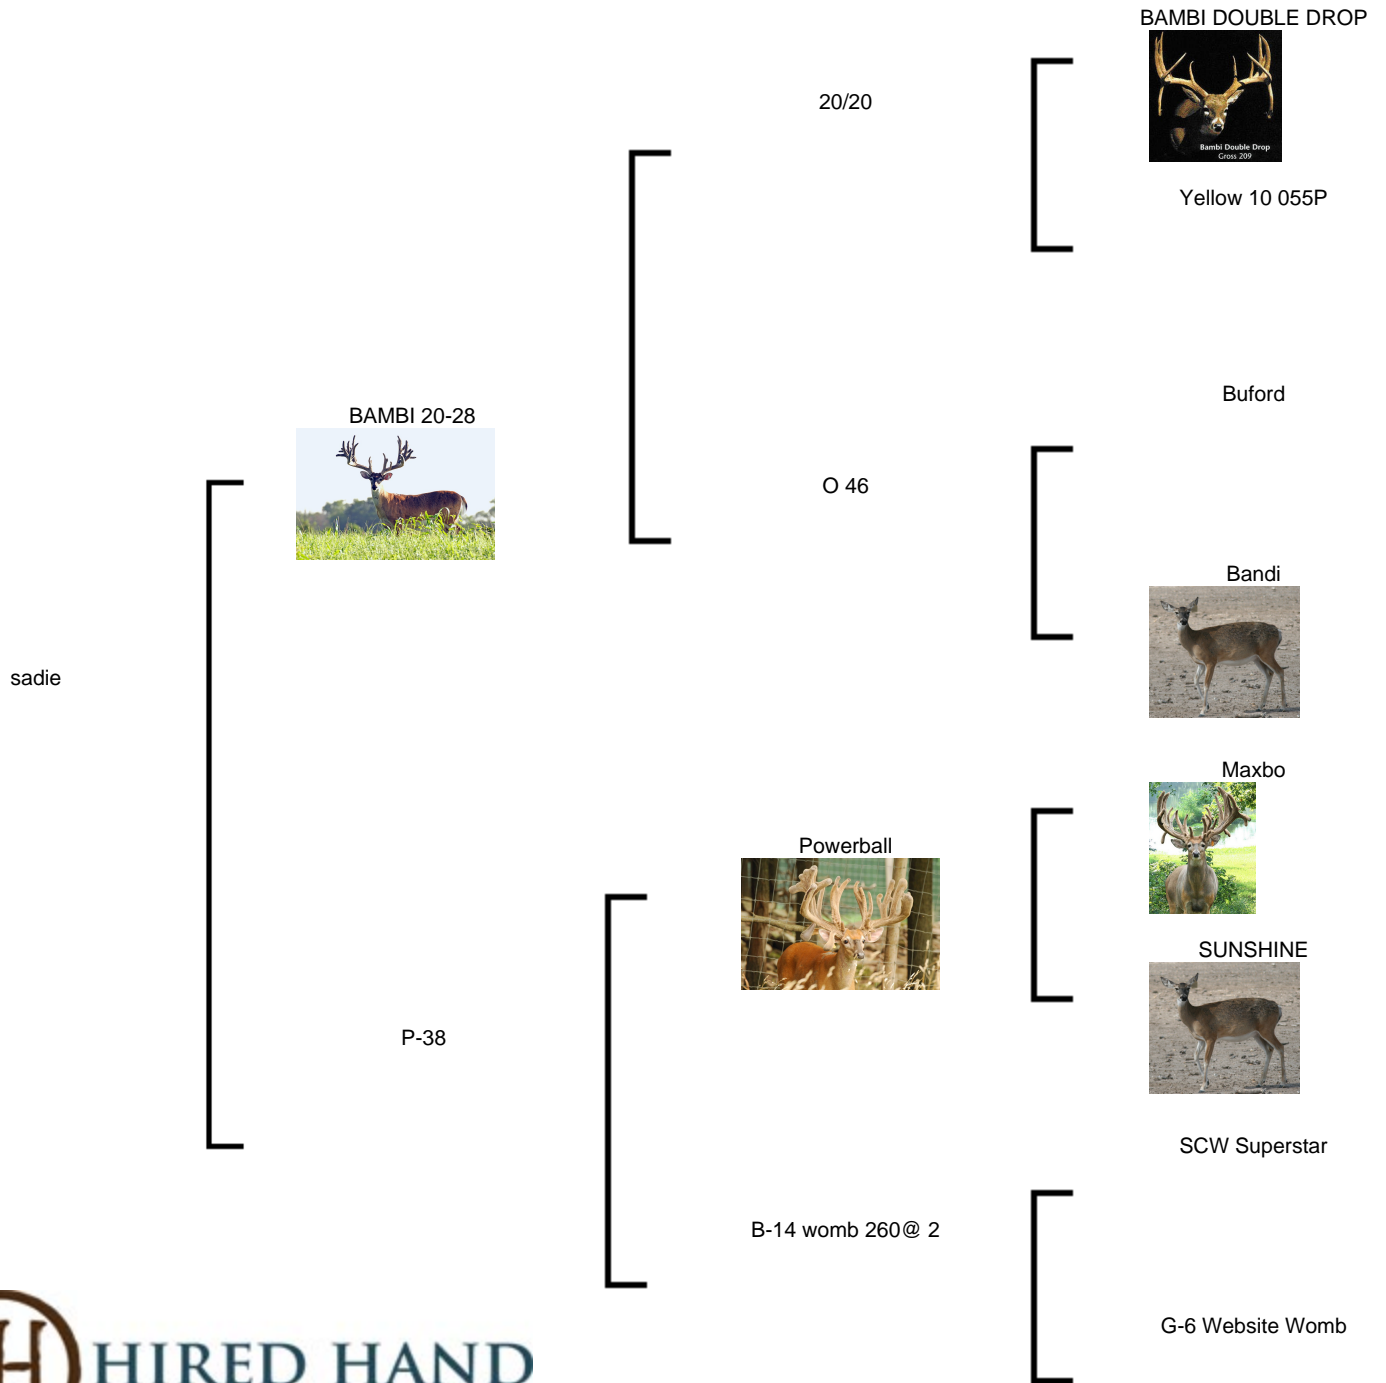 BAMBI DOUBLE DROP
20/20
Bambi Double Drop
Gross 209
Yellow 10 055P
Buford
BAMBI 20-28
O 46
Bandi
sadie
Maxbo
Powerball
SUNSHINE
P-38
SCW Superstar
B-14 womb 260@ 2
G-6 Website Womb
H HIRED HAND